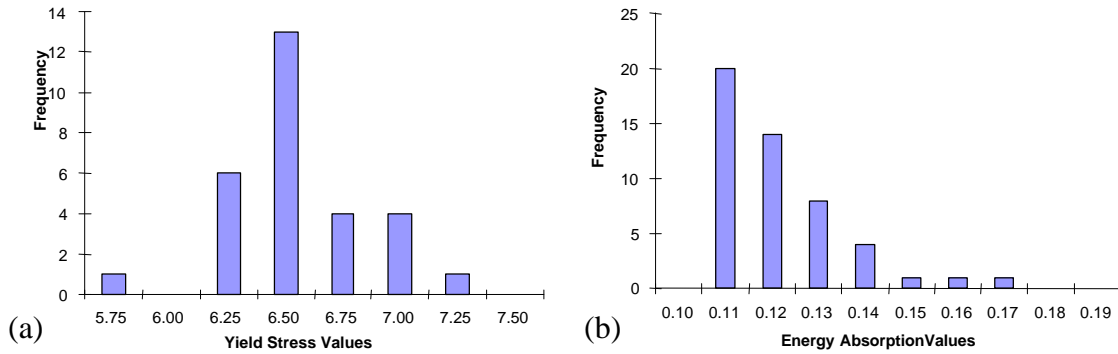 14
12
10
8
6
4
2
0
Frequency
5.75 6.00 6.25 6.50 6.75 7.00 7.25 7.50
Yield Stress Values
(a)
25
20
15
10
5
0
Frequency
0.10 0.11 0.12 0.13 0.14 0.15 0.16 0.17 0.18 0.19
Energy AbsorptionValues
(b)